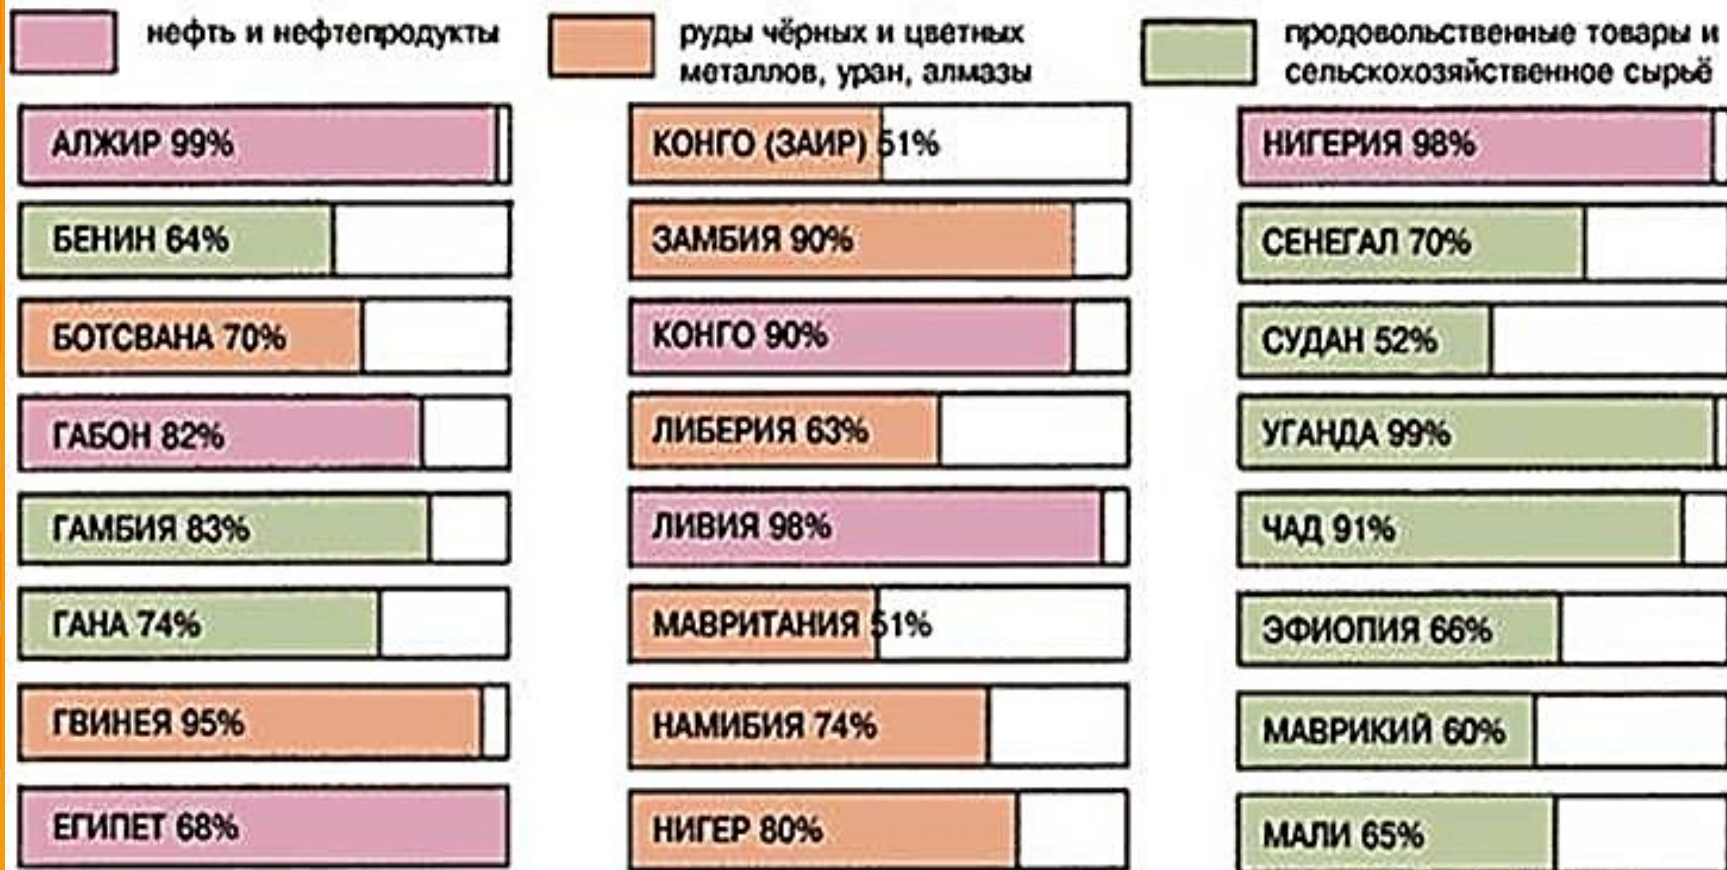 нефть и нефтепродукты
руды чёрных и цветных
металлов, уран, алмазы
продовольственные товары и
сельскохозяйственное сырьё
АЛЖИР 99%
БЕНИН 64%
БОТСВАНА 70%
ГАБОН 82%
ГАМБИЯ 83%
ГАНА 74%
ГВИНЕЯ 95%
ЕГИПЕТ 68%
КОНГО (ЗАИР) 51%
ЗАМБИЯ 90%
КОНГО 90%
ЛИБЕРИЯ 63%
ЛИВИЯ 98%
МАВРИТАНИЯ 51%
НАМИБИЯ 74%
НИГЕР 80%
НИГЕРИЯ 98%
СЕНЕГАЛ 70%
СУДАН 52%
УГАНДА 99%
ЧАД 91%
ЭФИОПИЯ 66%
МАВРИКИЙ 60%
МАЛИ 65%